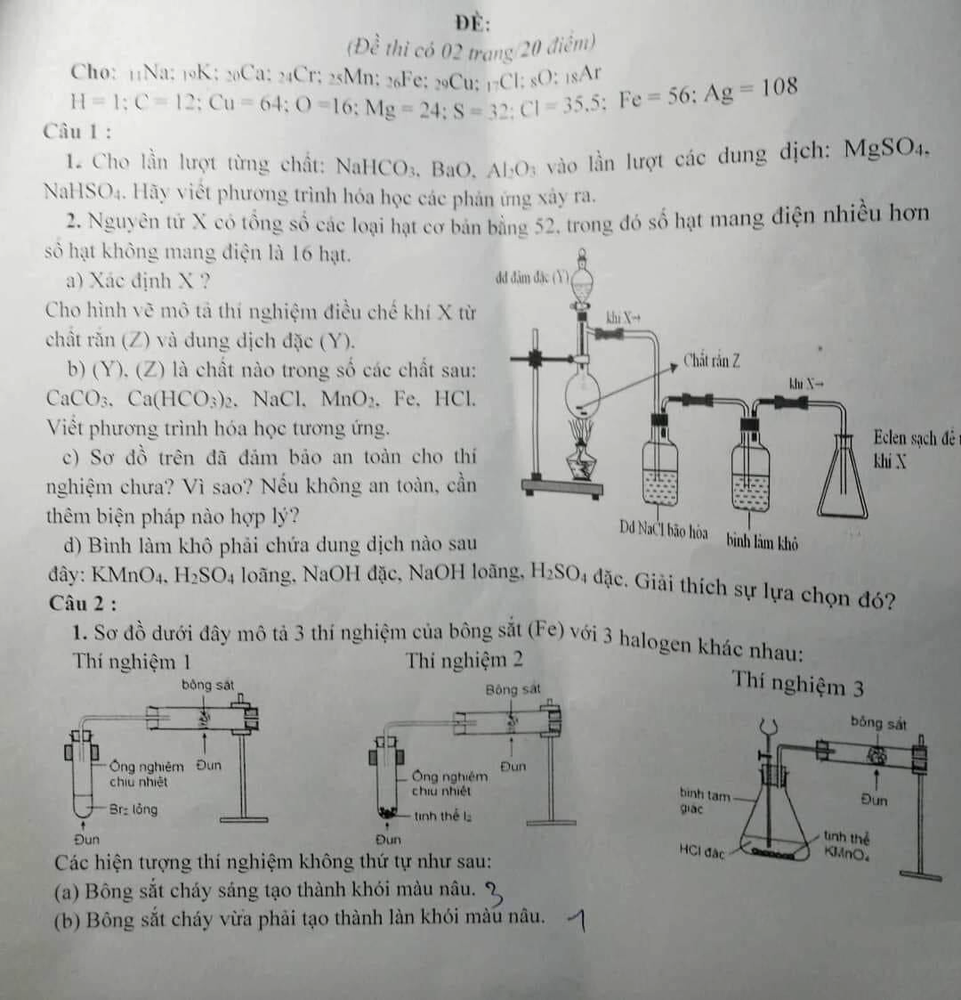 ĐỀ:
(Đề thi có 02 trang/20 điểm)
Cho: ₁₁Na; ₁₉K; ₂₀Ca; ₂₄Cr; ₂₅Mn; ₂₆Fe; ₂₉Cu; ₁₇Cl; ₈O; ₁₈Ar
H = 1; C = 12; Cu = 64; O =16; Mg = 24; S = 32; Cl = 35,5; Fe = 56; Ag = 108
Câu 1 :
1. Cho lần lượt từng chất: NaHCO₃, BaO, Al₂O₃ vào lần lượt các dung dịch: MgSO₄,
NaHSO₄. Hãy viết phương trình hóa học các phản ứng xảy ra.
2. Nguyên tử X có tổng số các loại hạt cơ bản bằng 52, trong đó số hạt mang điện nhiều hơn
số hạt không mang điện là 16 hạt.
a) Xác định X ?
Cho hình vẽ mô tả thí nghiệm điều chế khí X từ
chất rắn (Z) và dung dịch đặc (Y).
b) (Y), (Z) là chất nào trong số các chất sau:
CaCO₃, Ca(HCO₃)₂, NaCl, MnO₂, Fe, HCl.
Viết phương trình hóa học tương ứng.
c) Sơ đồ trên đã đảm bảo an toàn cho thí
nghiệm chưa? Vì sao? Nếu không an toàn, cần
thêm biện pháp nào hợp lý?
d) Bình làm khô phải chứa dung dịch nào sau
đây: KMnO₄, H₂SO₄ loãng, NaOH đặc, NaOH loãng, H₂SO₄ đặc. Giải thích sự lựa chọn đó?
dd đậm đặc (Y)
khí X→
Chất rắn Z
khí X→
Eclen sạch để t
khí X
Dd NaCl bão hòa
bình làm khô
Câu 2 :
1. Sơ đồ dưới đây mô tả 3 thí nghiệm của bông sắt (Fe) với 3 halogen khác nhau:
Thí nghiệm 1
bông sắt
Ống nghiệm
chịu nhiệt
Đun
Br₂ lỏng
Đun
Thí nghiệm 2
Bông sắt
Đun
Ống nghiệm
chịu nhiệt
tinh thể I₂
Đun
Thí nghiệm 3
bông sắt
bình tam
giác
Đun
HCl đặc
tinh thể
KMnO₄
Các hiện tượng thí nghiệm không thứ tự như sau:
(a) Bông sắt cháy sáng tạo thành khói màu nâu. 3
(b) Bông sắt cháy vừa phải tạo thành làn khói màu nâu. 1